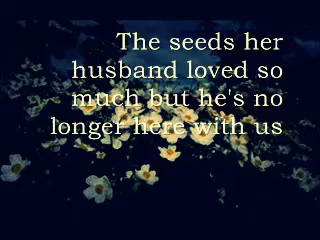 The seeds her
husband loved so
much but he's no
longer here with us